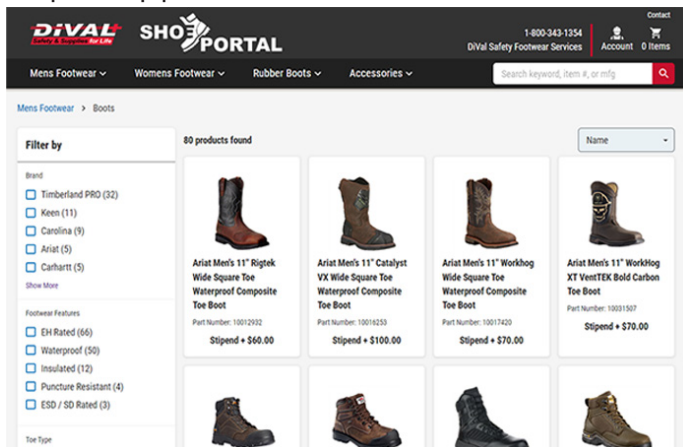 Contact
DiVal
Safety & Supplies for Life
SHOE PORTAL
1-800-343-1354
DiVal Safety Footwear Services
Account
0 Items
Mens Footwear
Womens Footwear
Rubber Boots
Accessories
Search keyword, item #, or mfg
Mens Footwear > Boots
Filter by
Brand
Timberland PRO (32)
Keen (11)
Carolina (9)
Ariat (5)
Carhartt (5)
Show More
Footwear Features
EH Rated (66)
Waterproof (50)
Insulated (12)
Puncture Resistant (4)
ESD / SD Rated (3)
Toe Type
80 products found
Name
Ariat Men's 11" Rigtek
Wide Square Toe
Waterproof Composite
Toe Boot
Part Number: 10012932
Stipend + $60.00
Ariat Men's 11" Catalyst
VX Wide Square Toe
Waterproof Composite
Toe Boot
Part Number: 10016253
Stipend + $100.00
Ariat Men's 11" Workhog
Wide Square Toe
Waterproof Composite
Toe Boot
Part Number: 10017420
Stipend + $70.00
Ariat Men's 11" WorkHog
XT VentTEK Bold Carbon
Toe Boot
Part Number: 10031507
Stipend + $70.00